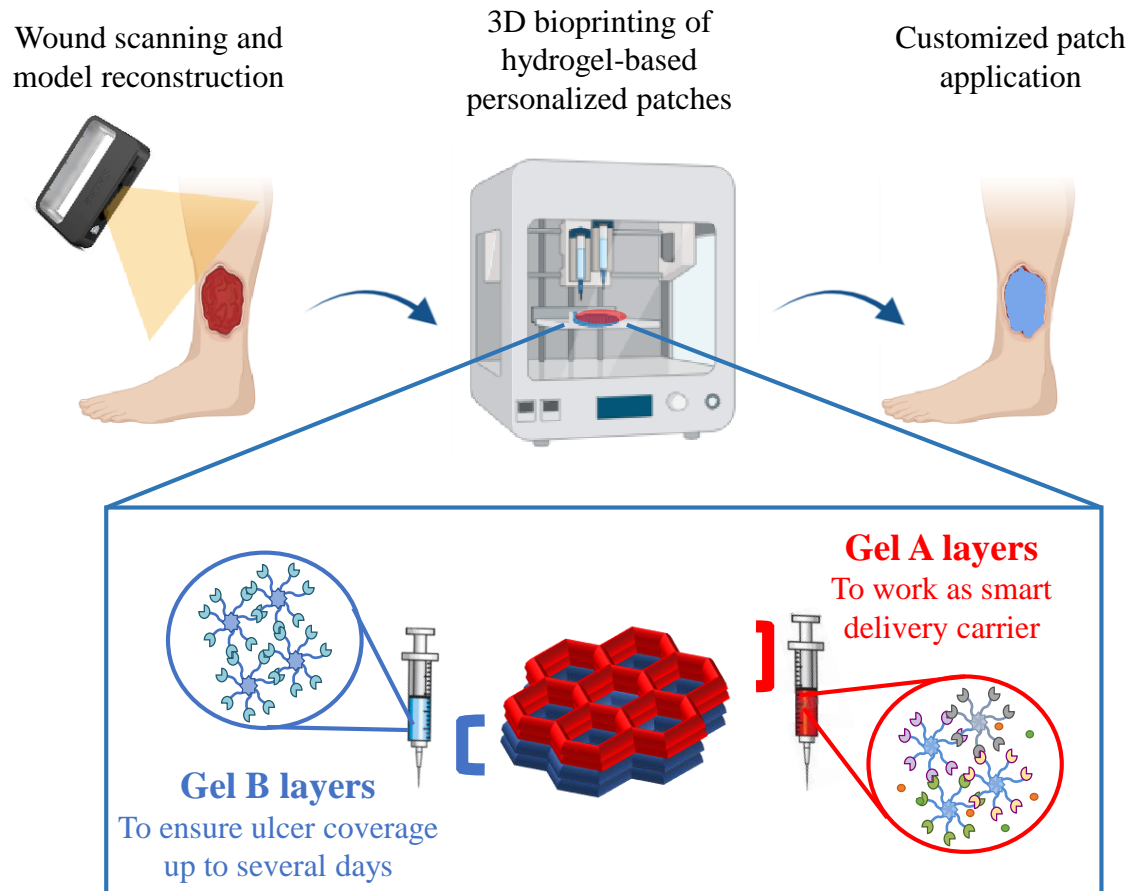 Wound scanning and
model reconstruction
3D bioprinting of
hydrogel-based
personalized patches
Customized patch
application
Gel A layers
To work as smart
delivery carrier
Gel B layers
To ensure ulcer coverage
up to several days